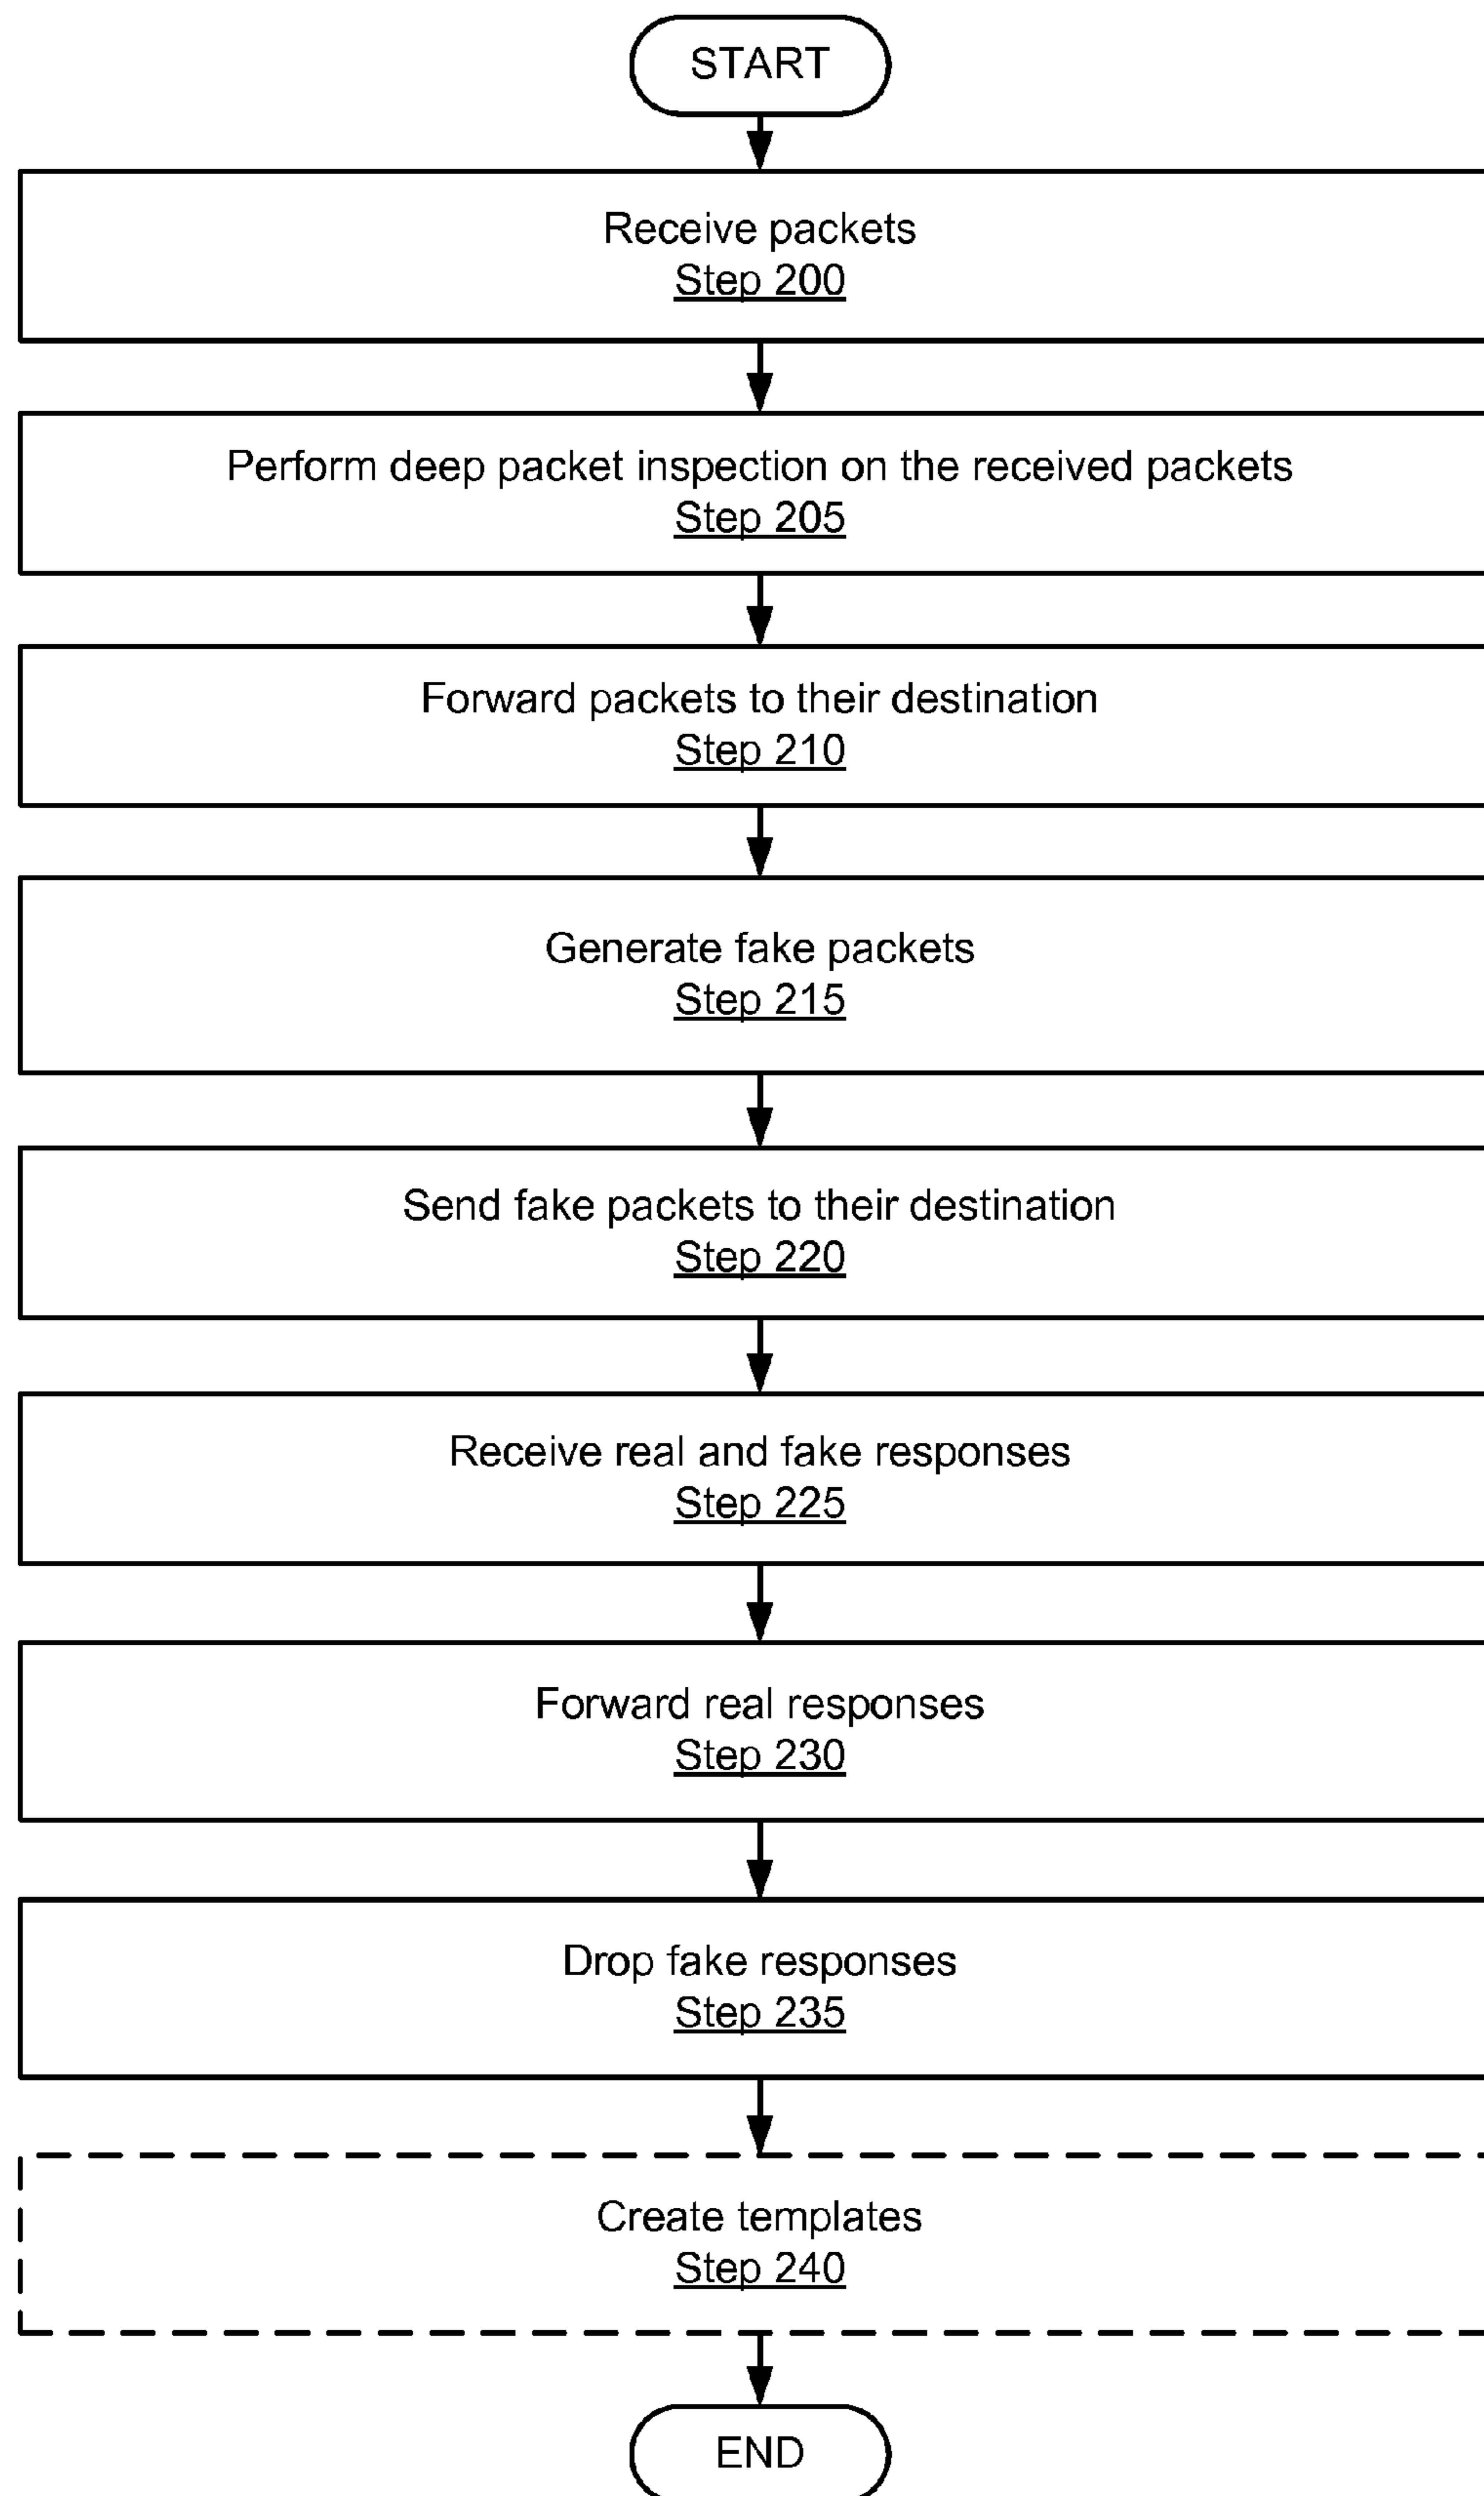 START
Receive packets
Step 200
Perform deep packet inspection on the received packets
Step 205
Forward packets to their destination
Step 210
Generate fake packets
Step 215
Send fake packets to their destination
Step 220
Receive real and fake responses
Step 225
Forward real responses
Step 230
Drop fake responses
Step 235
Create templates
Step 240
END